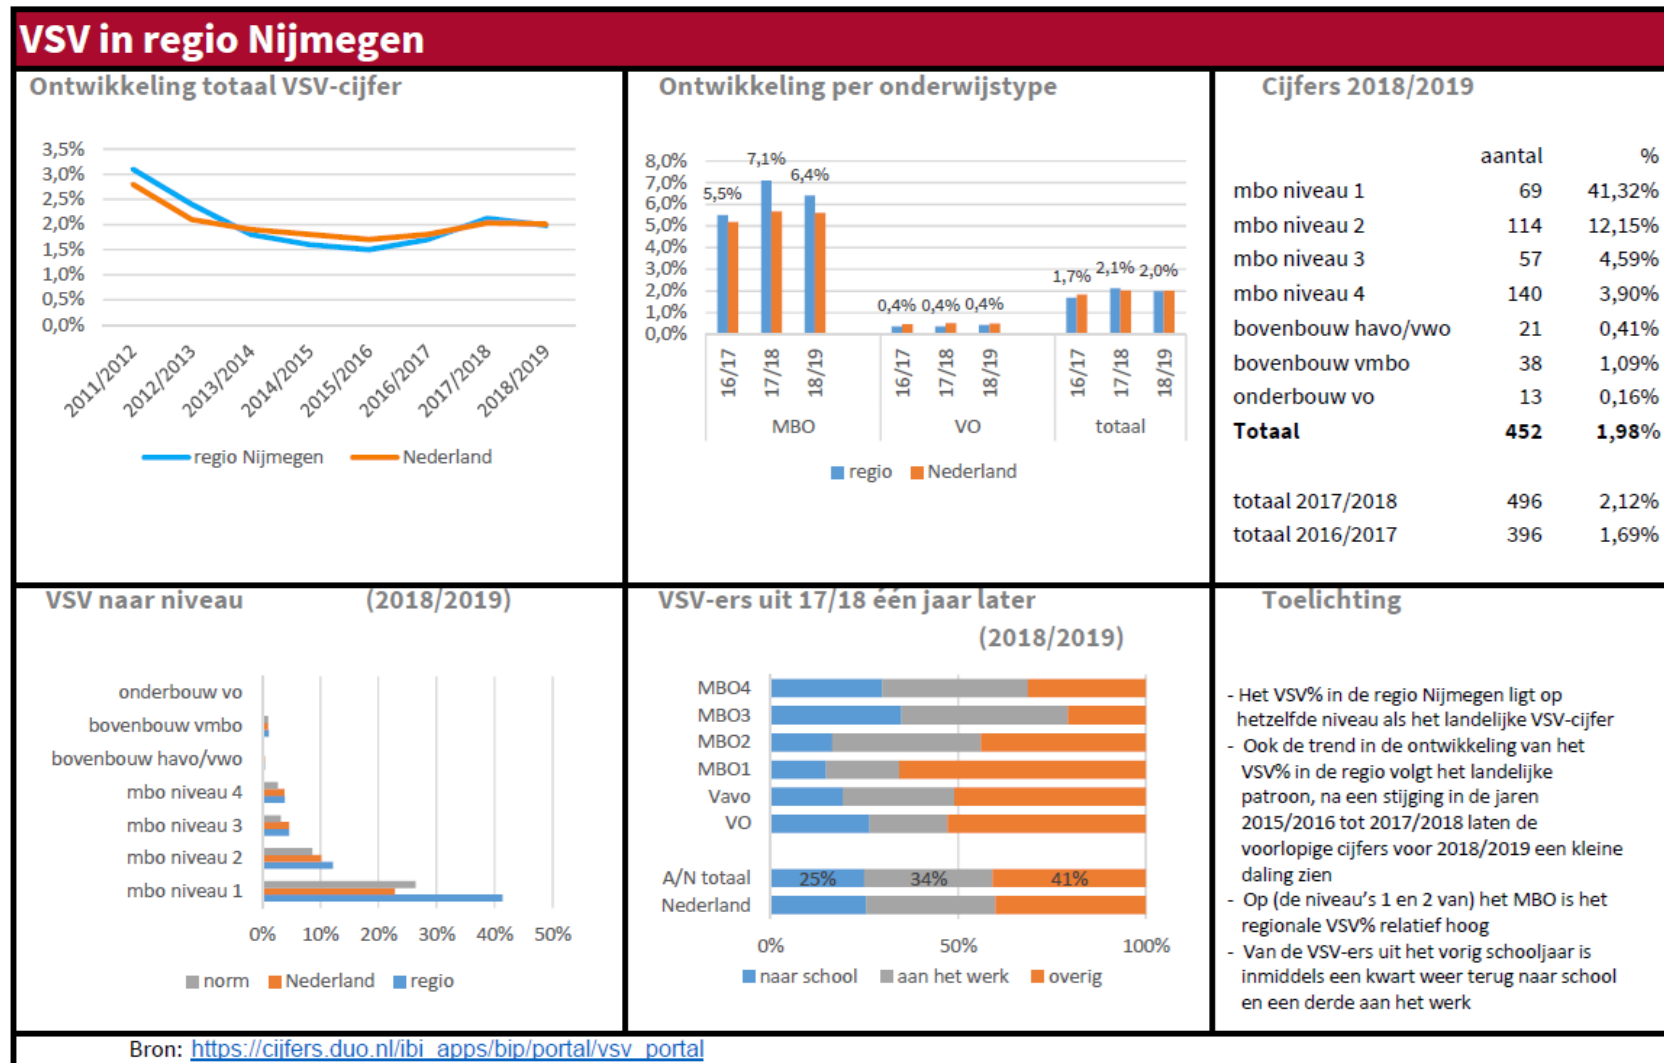 VSV in regio Nijmegen
Ontwikkeling totaal VSV-cijfer
3,5%
3,0%
2,5%
2,0%
1,5%
1,0%
0,5%
0,0%
2011/2012
2012/2013
2013/2014
2014/2015
2015/2016
2016/2017
2017/2018
2018/2019
regio Nijmegen Nederland
Ontwikkeling per onderwijstype
8,0%
7,0%
6,0%
5,0%
4,0%
3,0%
2,0%
1,0%
0,0%
5,5% 7,1% 6,4%
0,4% 0,4% 0,4%
1,7% 2,1% 2,0%
16/17 17/18 18/19 16/17 17/18 18/19 16/17 17/18 18/19
MBO VO totaal
regio Nederland
Cijfers 2018/2019
aantal %
mbo niveau 1 69 41,32%
mbo niveau 2 114 12,15%
mbo niveau 3 57 4,59%
mbo niveau 4 140 3,90%
bovenbouw havo/vwo 21 0,41%
bovenbouw vmbo 38 1,09%
onderbouw vo 13 0,16%
Totaal 452 1,98%
totaal 2017/2018 496 2,12%
totaal 2016/2017 396 1,69%
VSV naar niveau (2018/2019)
onderbouw vo
bovenbouw vmbo
bovenbouw havo/vwo
mbo niveau 4
mbo niveau 3
mbo niveau 2
mbo niveau 1
0% 10% 20% 30% 40% 50%
norm Nederland regio
VSV-ers uit 17/18 één jaar later
(2018/2019)
MBO4
MBO3
MBO2
MBO1
Vavo
VO
A/N totaal 25% 34% 41%
Nederland
0% 50% 100%
naar school aan het werk overig
Toelichting
- Het VSV% in de regio Nijmegen ligt op
hetzelfde niveau als het landelijke VSV-cijfer
- Ook de trend in de ontwikkeling van het
VSV% in de regio volgt het landelijke
patroon, na een stijging in de jaren
2015/2016 tot 2017/2018 laten de
voorlopige cijfers voor 2018/2019 een kleine
daling zien
- Op (de niveau's 1 en 2 van) het MBO is het
regionale VSV% relatief hoog
- Van de VSV-ers uit het vorig schooljaar is
inmiddels een kwart weer terug naar school
en een derde aan het werk
Bron: https://cijfers.duo.nl/ibi_apps/bip/portal/vsv_portal